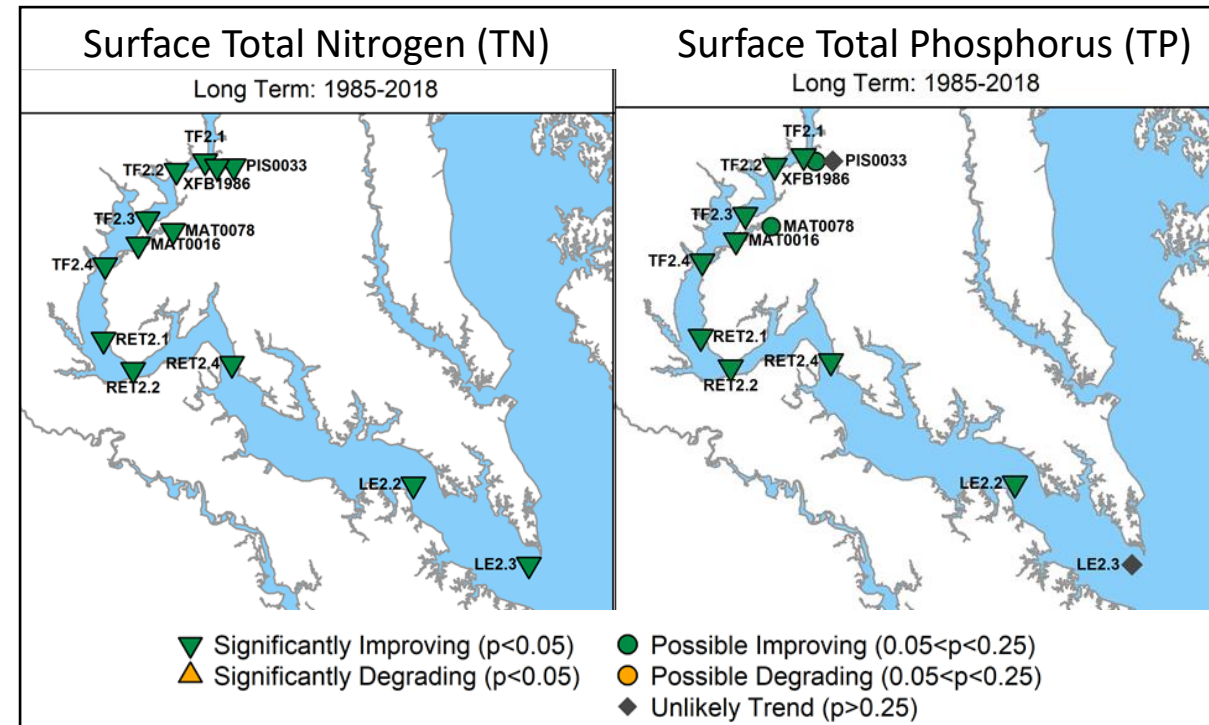 Surface Total Nitrogen (TN)
Long Term: 1985-2018
TF2.1
TF2.2
PIS0033
XFB1986
TF2.3
MAT0078
MAT0016
TF2.4
RET2.1
RET2.4
RET2.2
LE2.2
LE2.3
Surface Total Phosphorus (TP)
Long Term: 1985-2018
TF2.1
TF2.2
PIS0033
XFB1986
TF2.3
MAT0078
MAT0016
TF2.4
RET2.1
RET2.4
RET2.2
LE2.2
LE2.3
Significantly Improving (p<0.05)
Significantly Degrading (p<0.05)
Possible Improving (0.05<p<0.25)
Possible Degrading (0.05<p<0.25)
Unlikely Trend (p>0.25)